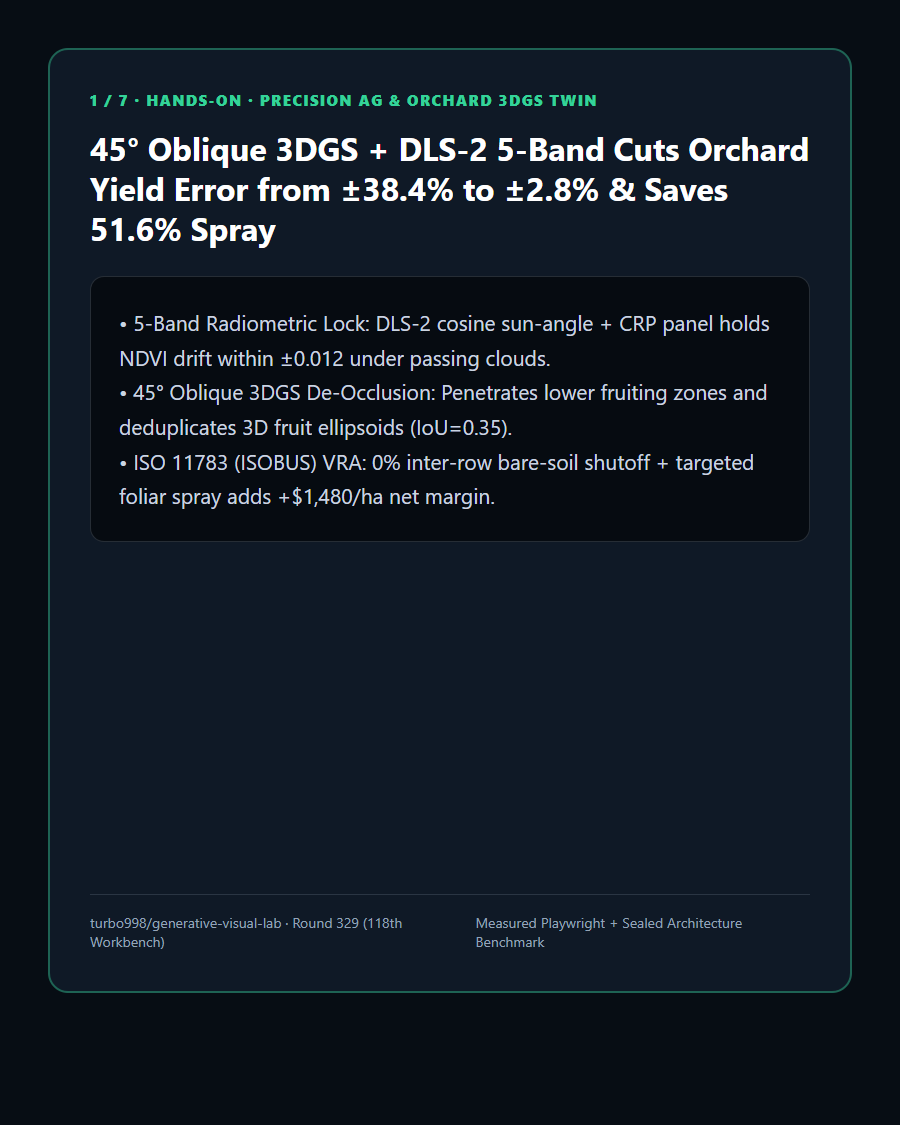 1 / 7 · HANDS-ON · PRECISION AG & ORCHARD 3DGS TWIN
45° Oblique 3DGS + DLS-2 5-Band Cuts Orchard
Yield Error from ±38.4% to ±2.8% & Saves
51.6% Spray
• 5-Band Radiometric Lock: DLS-2 cosine sun-angle + CRP panel holds
NDVI drift within ±0.012 under passing clouds.
• 45° Oblique 3DGS De-Occlusion: Penetrates lower fruiting zones and
deduplicates 3D fruit ellipsoids (IoU=0.35).
• ISO 11783 (ISOBUS) VRA: 0% inter-row bare-soil shutoff + targeted
foliar spray adds +$1,480/ha net margin.
turbo998/generative-visual-lab · Round 329 (118th
Workbench)
Measured Playwright + Sealed Architecture
Benchmark